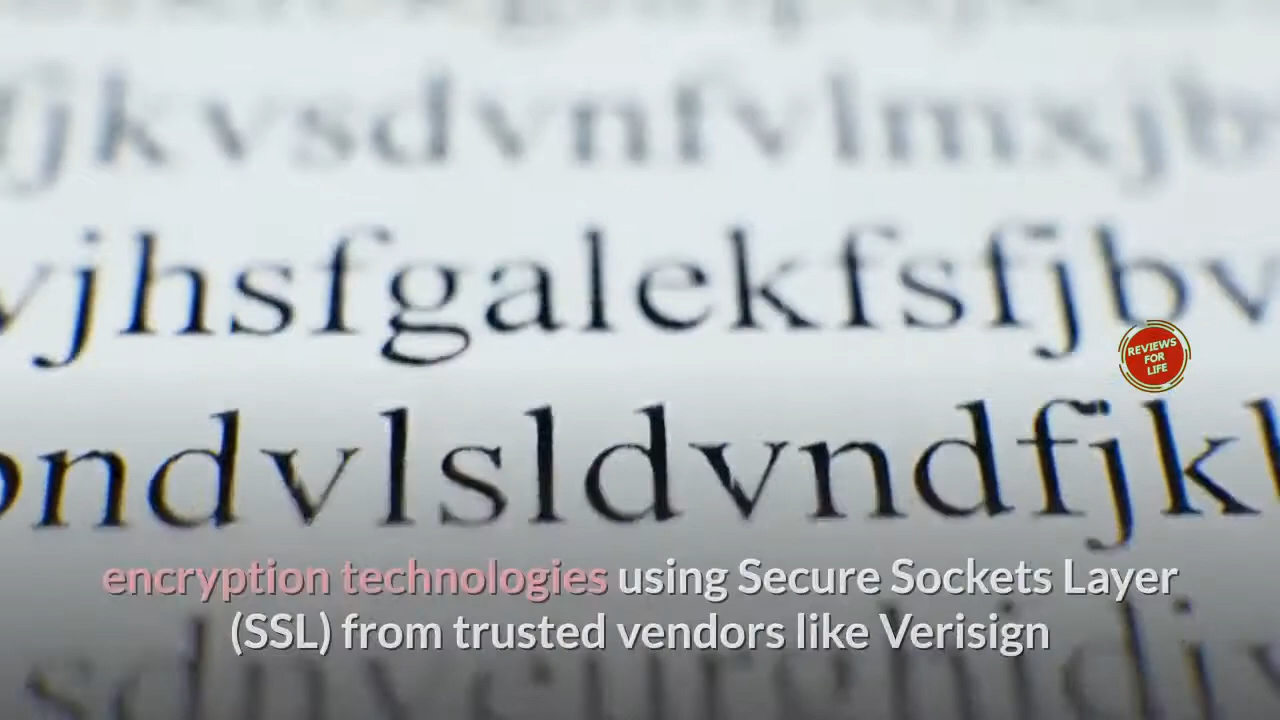 fjkvsdvnfvlmxjb
vjhsfgalekfsfjbv
REVIEWS
FOR
LIFE
ondvlsldvndfjkl
encryption technologies using Secure Sockets Layer
(SSL) from trusted vendors like Verisign